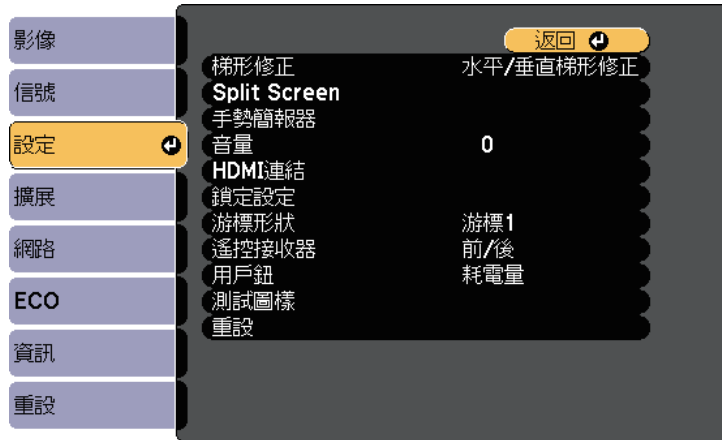 影像
信號
設定
擴展
網路
ECO
資訊
重設
返回
梯形修正 水平/垂直梯形修正
Split Screen
手勢簡報器
音量 0
HDMI連結
鎖定設定
游標形狀 游標1
遙控接收器 前/後
用戶鈕 耗電量
測試圖樣
重設